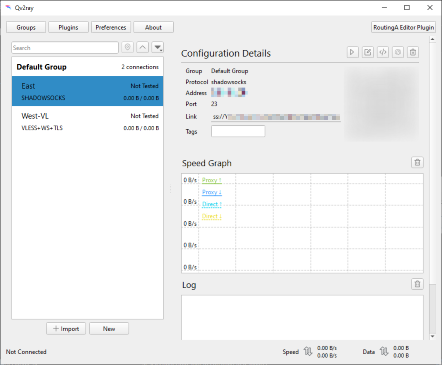 Qv2ray
Groups
Plugins
Preferences
About
RoutingA Editor Plugin
Search
Default Group 2 connections
East Not Tested
SHADOWSOCKS 0.00 B / 0.00 B
West-VL Not Tested
VLESS+WS+TLS 0.00 B / 0.00 B
Import
New
Configuration Details
Group Default Group
Protocol shadowsocks
Address
Port 23
Link ss://
Tags
Speed Graph
0 B/s Proxy ↑
0 B/s Proxy ↓
0 B/s Direct ↑
0 B/s Direct ↓
0 B/s
0 B/s
Log
Not Connected
Speed 0.00 B/s
0.00 B/s
Data 0.00 B
0.00 B